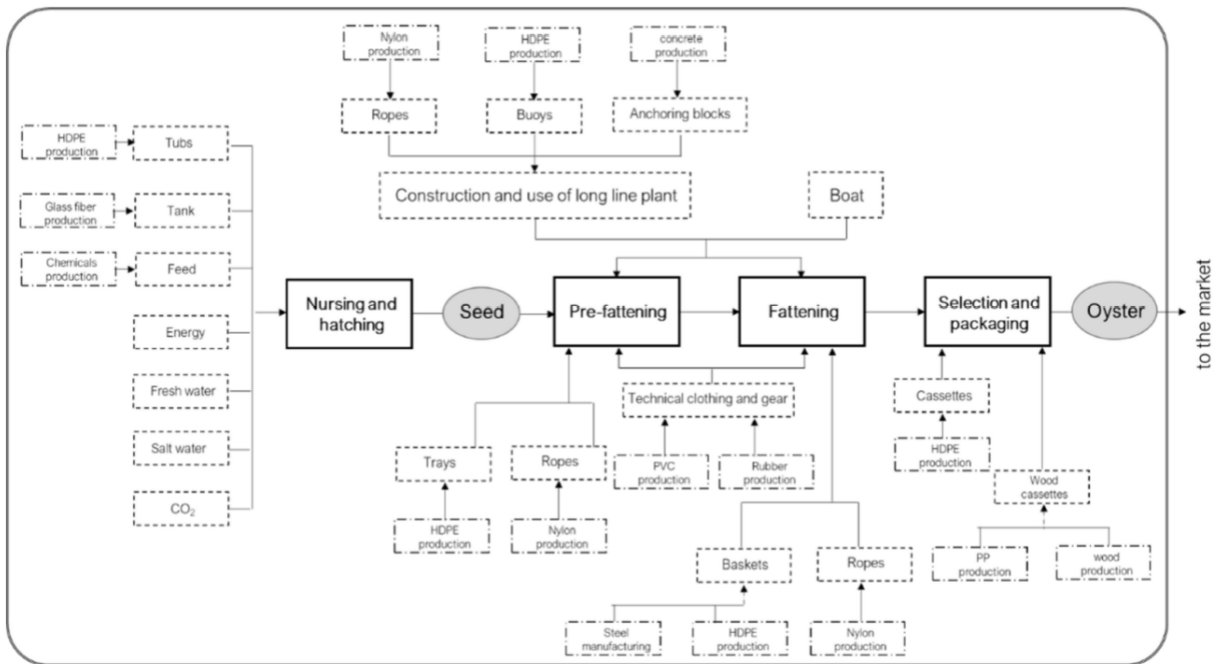 Nylon
production
HDPE
production
concrete
production
Ropes
Buoys
Anchoring blocks
HDPE
production
Tubs
Glass fiber
production
Tank
Chemicals
production
Feed
Energy
Fresh water
Salt water
CO₂
Construction and use of long line plant
Boat
Nursing and
hatching
Seed
Pre-fattening
Fattening
Selection and
packaging
Oyster
to the market
Technical clothing and gear
PVC
production
Rubber
production
Trays
Ropes
HDPE
production
Nylon
production
Baskets
Ropes
Steel
manufacturing
HDPE
production
Nylon
production
Cassettes
HDPE
production
Wood
cassettes
PP
production
wood
production